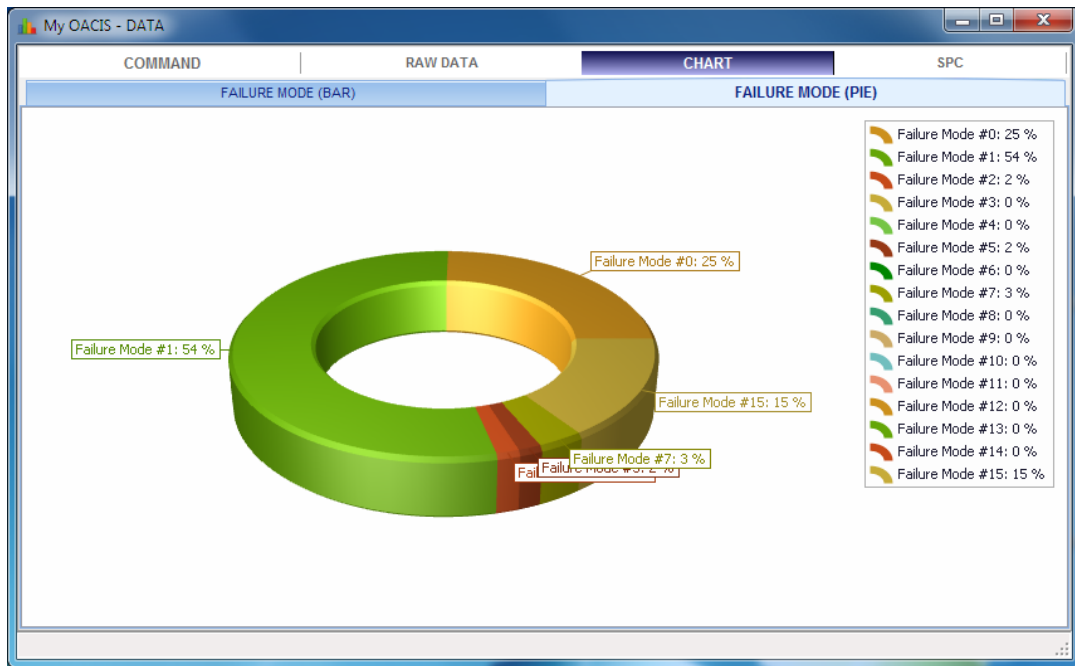 My OACIS - DATA
COMMAND
RAW DATA
CHART
SPC
FAILURE MODE (BAR)
FAILURE MODE (PIE)
Failure Mode #0: 25 %
Failure Mode #1: 54 %
Failure Mode #2: 2 %
Failure Mode #3: 0 %
Failure Mode #4: 0 %
Failure Mode #5: 2 %
Failure Mode #6: 0 %
Failure Mode #7: 3 %
Failure Mode #8: 0 %
Failure Mode #9: 0 %
Failure Mode #10: 0 %
Failure Mode #11: 0 %
Failure Mode #12: 0 %
Failure Mode #13: 0 %
Failure Mode #14: 0 %
Failure Mode #15: 15 %
Failure Mode #0: 25 %
Failure Mode #1: 54 %
Failure Mode #15: 15 %
Failure Mode #7: 3 %